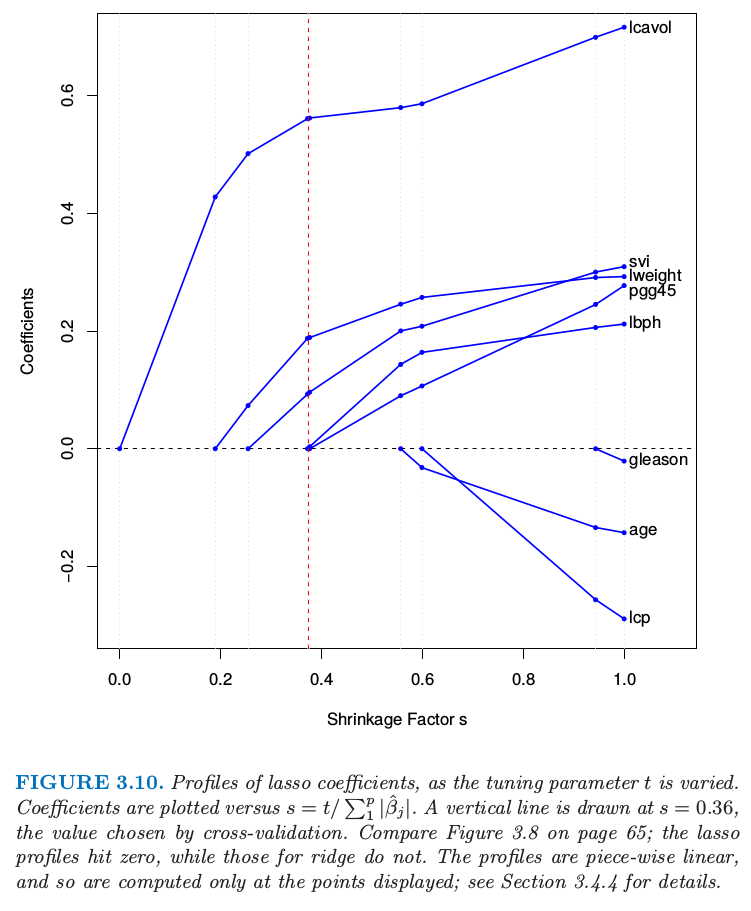 lcavol
0.6
0.4
svi
lweight
pgg45
Coefficients
0.2
lbph
0.0
gleason
age
−0.2
lcp
0.0 0.2 0.4 0.6 0.8 1.0
Shrinkage Factor s
FIGURE 3.10. Profiles of lasso coefficients, as the tuning parameter t is varied.
Coefficients are plotted versus s = t/ ∑₁ᵖ |β̂ⱼ|. A vertical line is drawn at s = 0.36,
the value chosen by cross-validation. Compare Figure 3.8 on page 65; the lasso
profiles hit zero, while those for ridge do not. The profiles are piece-wise linear,
and so are computed only at the points displayed; see Section 3.4.4 for details.